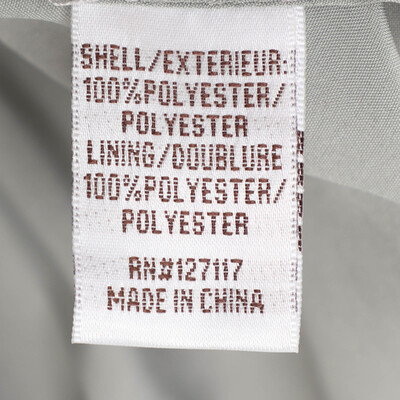 SHELL/EXTERIEUR:
100%POLYESTER/
POLYESTER
LINING/DOUBLURE
100%POLYESTER/
POLYESTER
RN#127117
MADE IN CHINA